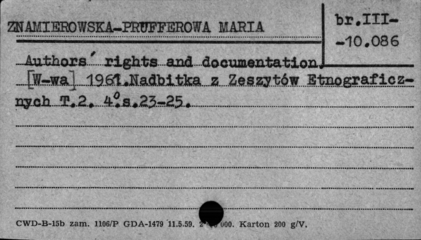 ZNAMIEROWSKA-PRÜFFEROWA MARIA
br.III-
-10.086
Authors' rights and documentation.
[W-wa] 1961.Nadbitka z Zeszytów Etnograficz-
nych T.2. 4°.s.23-25.
CWD-B-15b zam. 1106/P GDA-1479 11.5.59. 000. Karton 200 g/V.